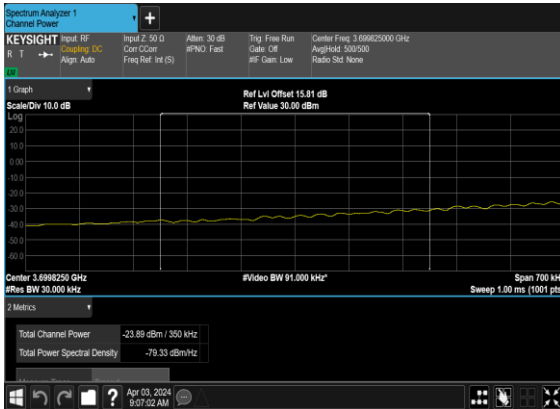 Spectrum Analyzer 1
Channel Power
KEYSIGHT Input: RF Input Z: 50 Ω Atten: 30 dB Trig: Free Run Center Freq: 3.699825000 GHz
R T Coupling: DC Corr CCorr #PNO: Fast Gate: Off Avg|Hold: 500/500
Align: Auto Freq Ref: Int (S) #IF Gain: Low Radio Std: None
1 Graph Ref Lvl Offset 15.81 dB
Scale/Div 10.0 dB Ref Value 30.00 dBm
Log
20.0
10.0
0.00
-10.0
-20.0
-30.0
-40.0
-50.0
-60.0
Center 3.6998250 GHz #Video BW 91.000 kHz* Span 700 kH
#Res BW 30.000 kHz Sweep 1.00 ms (1001 pts
2 Metrics
Total Channel Power -23.89 dBm / 350 kHz
Total Power Spectral Density -79.33 dBm/Hz
Apr 03, 2024
9:07:02 AM